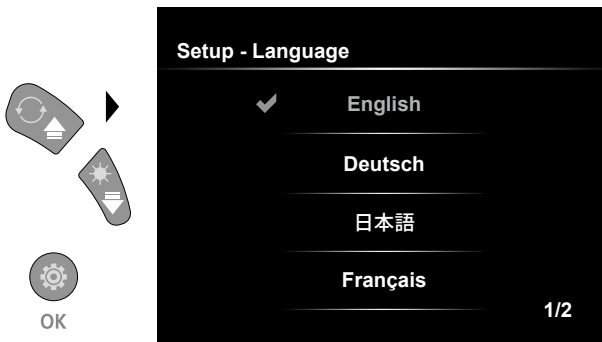 Setup - Language
English
Deutsch
日本語
Français
1/2
OK